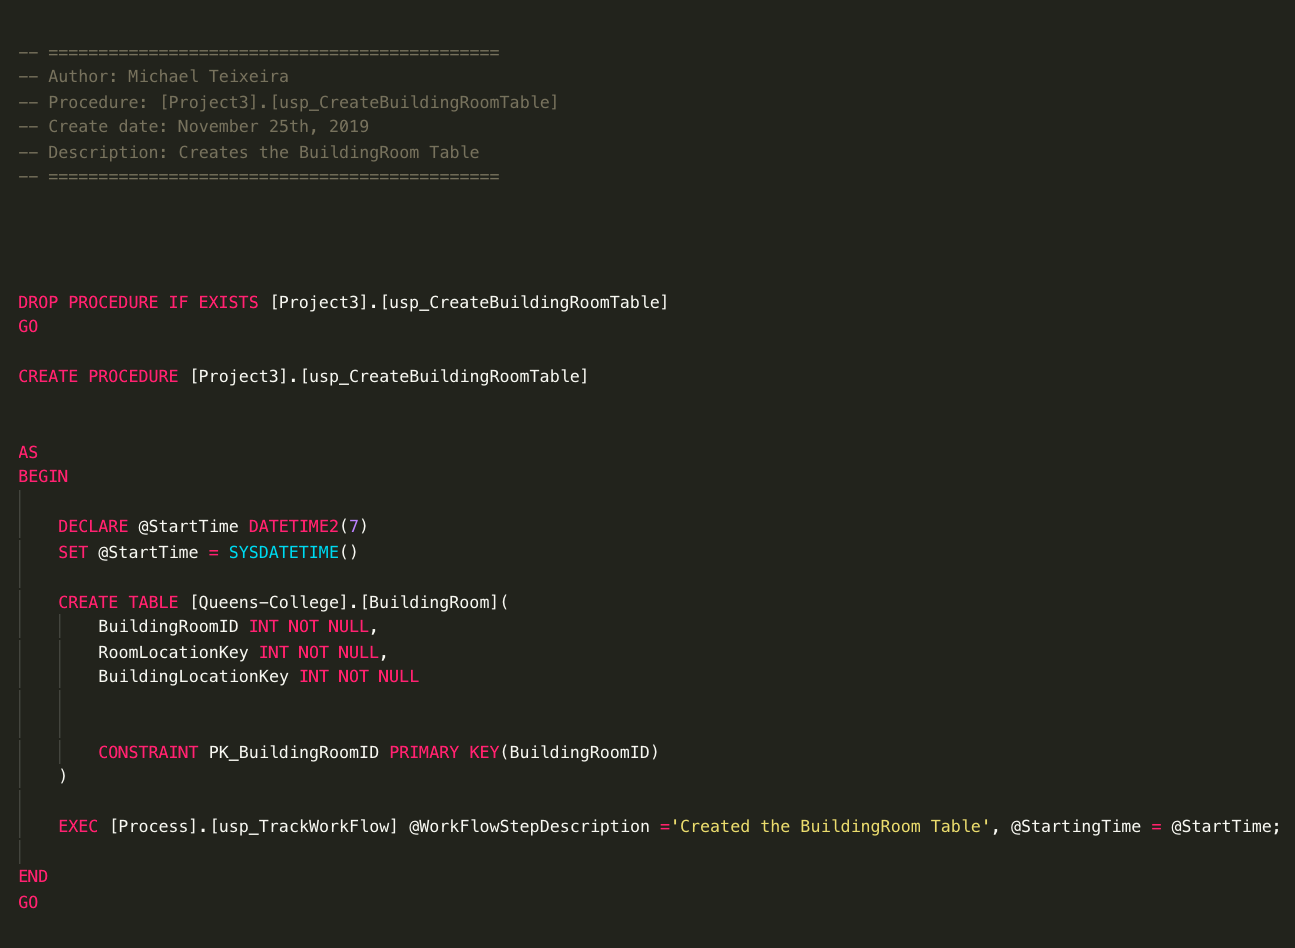 -- =============================================
-- Author: Michael Teixeira
-- Procedure: [Project3].[usp_CreateBuildingRoomTable]
-- Create date: November 25th, 2019
-- Description: Creates the BuildingRoom Table
-- =============================================
DROP PROCEDURE IF EXISTS [Project3].[usp_CreateBuildingRoomTable]
GO
CREATE PROCEDURE [Project3].[usp_CreateBuildingRoomTable]
AS
BEGIN
DECLARE @StartTime DATETIME2(7)
SET @StartTime = SYSDATETIME()
CREATE TABLE [Queens-College].[BuildingRoom](
BuildingRoomID INT NOT NULL,
RoomLocationKey INT NOT NULL,
BuildingLocationKey INT NOT NULL
CONSTRAINT PK_BuildingRoomID PRIMARY KEY(BuildingRoomID)
)
EXEC [Process].[usp_TrackWorkFlow] @WorkFlowStepDescription ='Created the BuildingRoom Table', @StartingTime = @StartTime;
END
GO